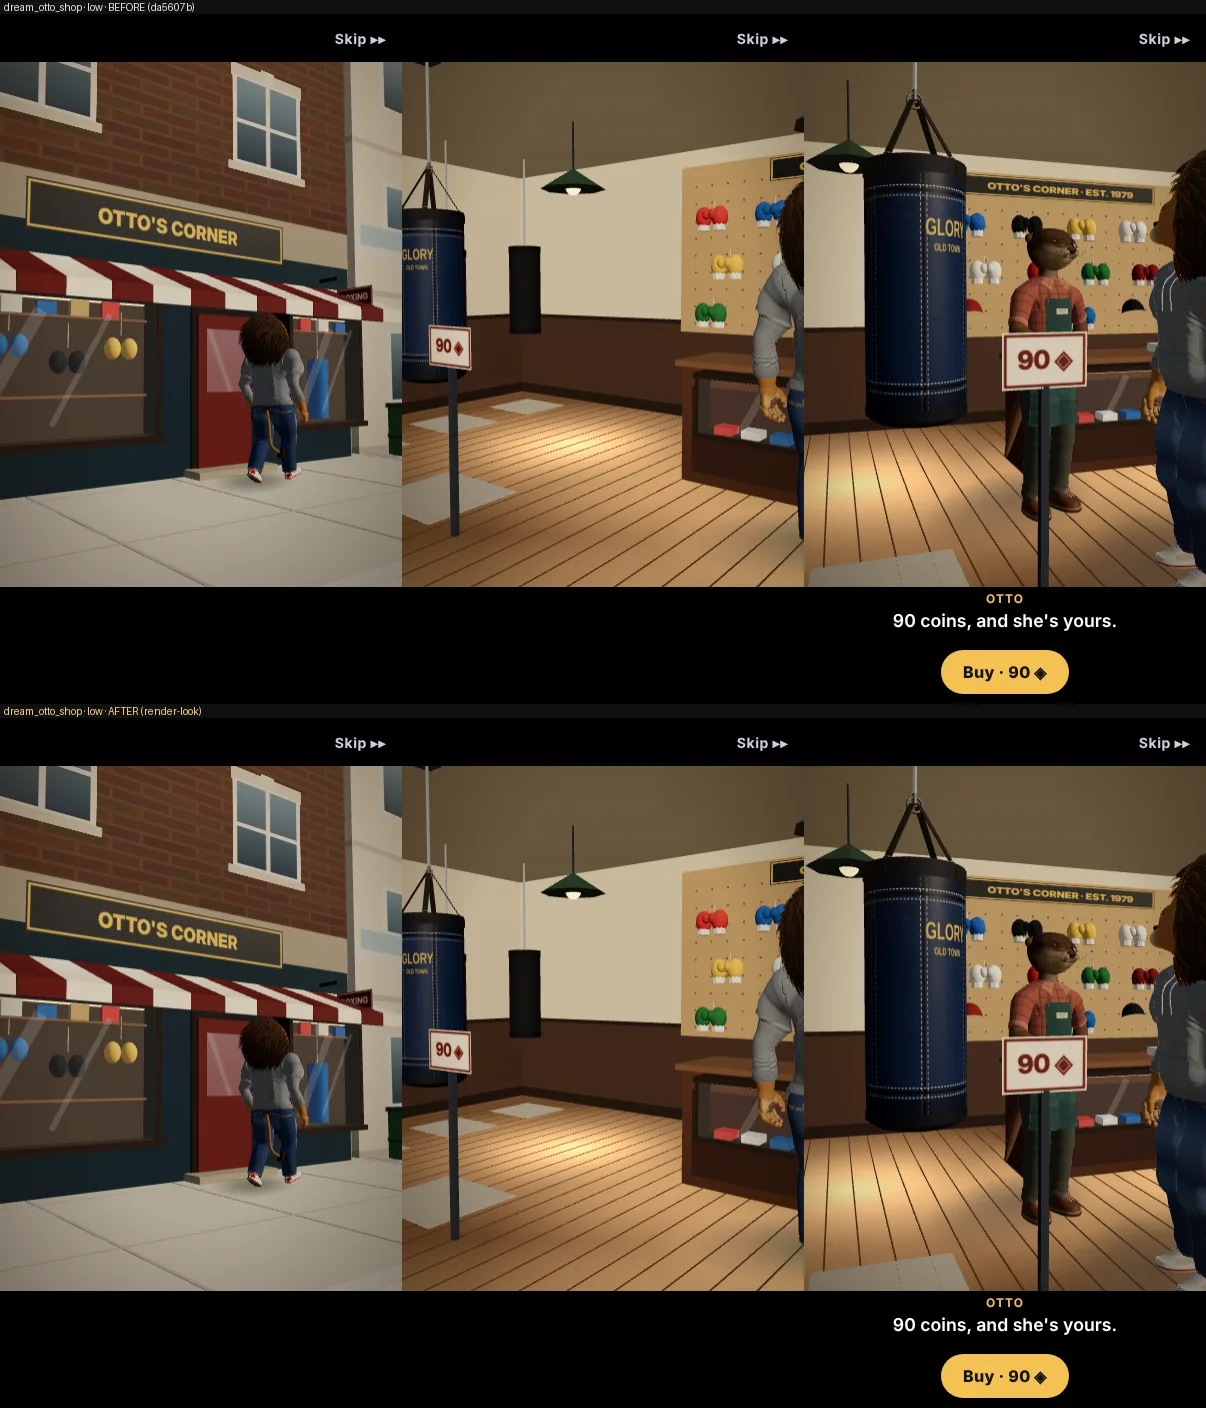 dream_otto_shop · low · BEFORE (da5607b)
Skip ▸▸
Skip ▸▸
Skip ▸▸
OTTO'S CORNER
90 ◈
GLORY
OLD TOWN
OTTO'S CORNER · EST. 1979
GLORY
OLD TOWN
90 ◈
OTTO
90 coins, and she's yours.
Buy · 90 ◈
dream_otto_shop · low · AFTER (render-look)
Skip ▸▸
Skip ▸▸
Skip ▸▸
OTTO'S CORNER
GLORY
OLD TOWN
90 ◈
OTTO'S CORNER · EST. 1979
GLORY
OLD TOWN
90 ◈
OTTO
90 coins, and she's yours.
Buy · 90 ◈